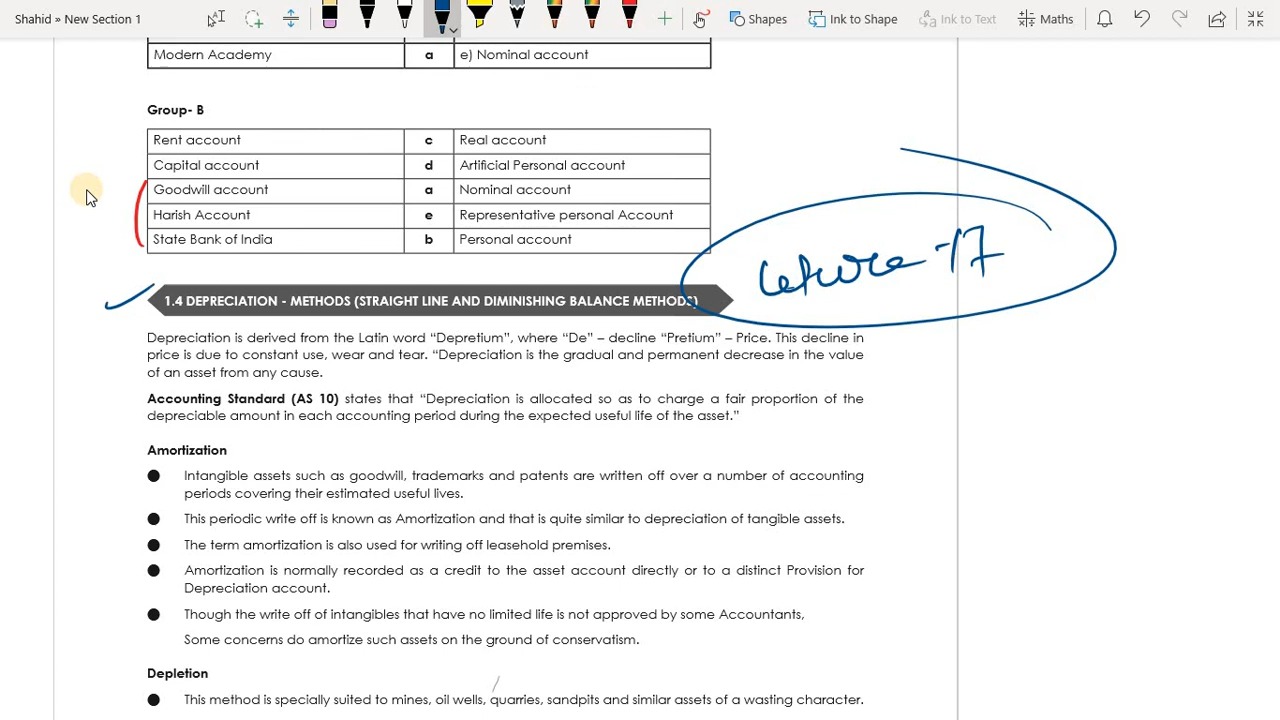 Shahid » New Section 1
Shapes
Ink to Shape
Ink to Text
Maths
Modern Academy a e) Nominal account
Group- B
Rent account c Real account
Capital account d Artificial Personal account
Goodwill account a Nominal account
Harish Account e Representative personal Account
State Bank of India b Personal account
1.4 DEPRECIATION - METHODS (STRAIGHT LINE AND DIMINISHING BALANCE METHODS)
Depreciation is derived from the Latin word “Depretium”, where “De” – decline “Pretium” – Price. This decline in
price is due to constant use, wear and tear. “Depreciation is the gradual and permanent decrease in the value
of an asset from any cause.
Accounting Standard (AS 10) states that “Depreciation is allocated so as to charge a fair proportion of the
depreciable amount in each accounting period during the expected useful life of the asset.”
Amortization
Intangible assets such as goodwill, trademarks and patents are written off over a number of accounting
periods covering their estimated useful lives.
This periodic write off is known as Amortization and that is quite similar to depreciation of tangible assets.
The term amortization is also used for writing off leasehold premises.
Amortization is normally recorded as a credit to the asset account directly or to a distinct Provision for
Depreciation account.
Though the write off of intangibles that have no limited life is not approved by some Accountants,
Some concerns do amortize such assets on the ground of conservatism.
Depletion
This method is specially suited to mines, oil wells, quarries, sandpits and similar assets of a wasting character.